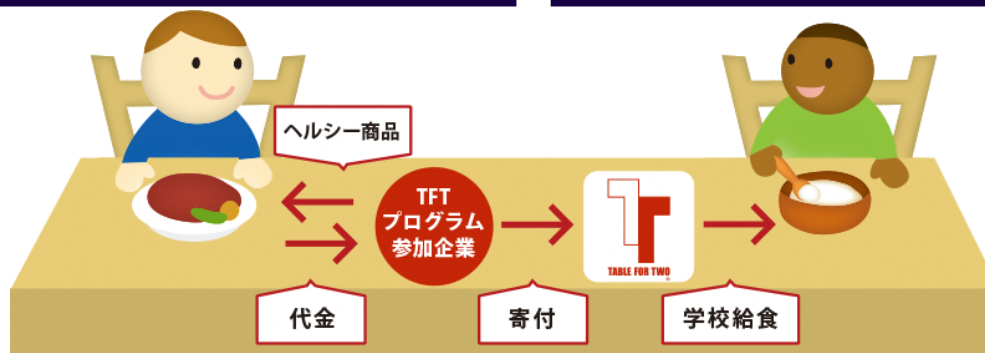 ヘルシー商品
TFT
プログラム
参加企業
TABLE FOR TWO
代金
寄付
学校給食